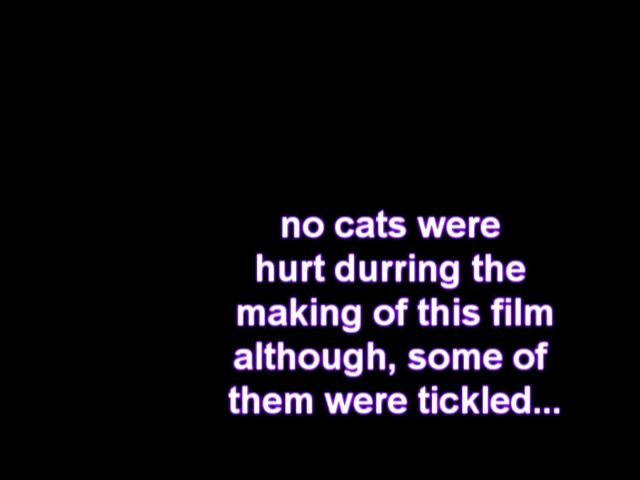 no cats were
hurt durring the
making of this film
although, some of
them were tickled...